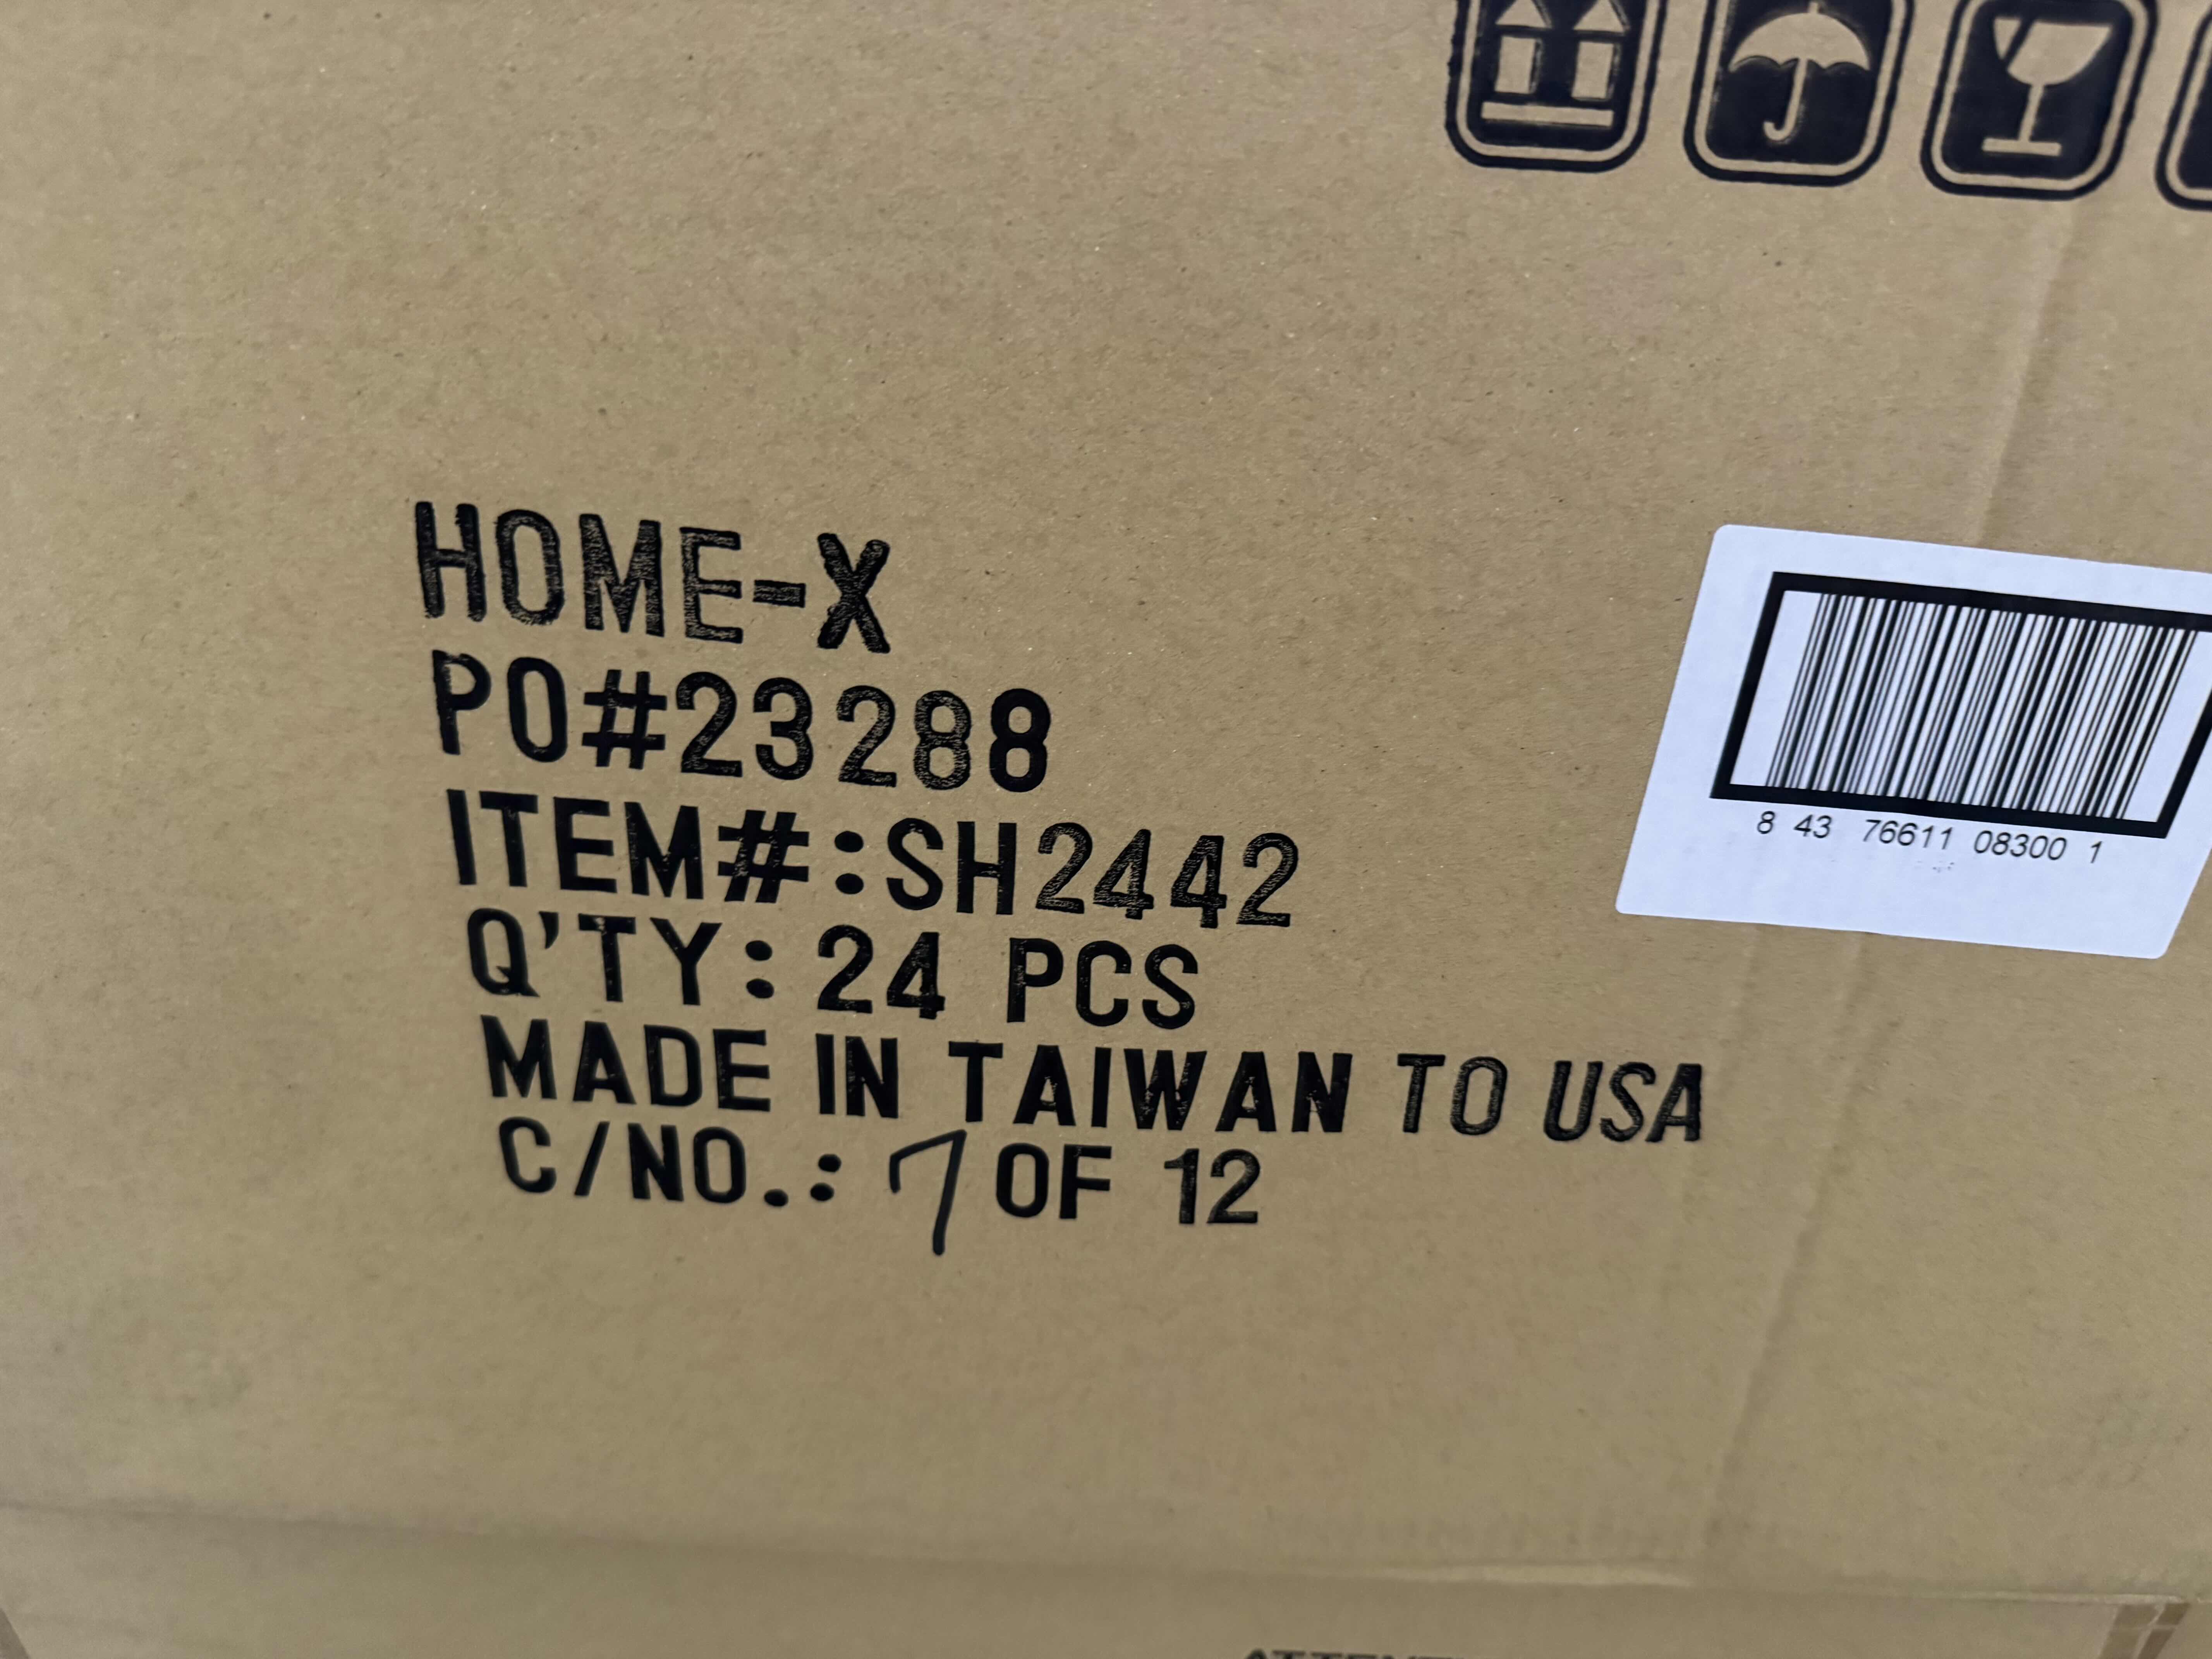 HOME-X
PO#23288
ITEM#:SH2442
Q'TY: 24 PCS
MADE IN TAIWAN TO USA
C/NO.: 7 OF 12
8 43 76611 08300 1